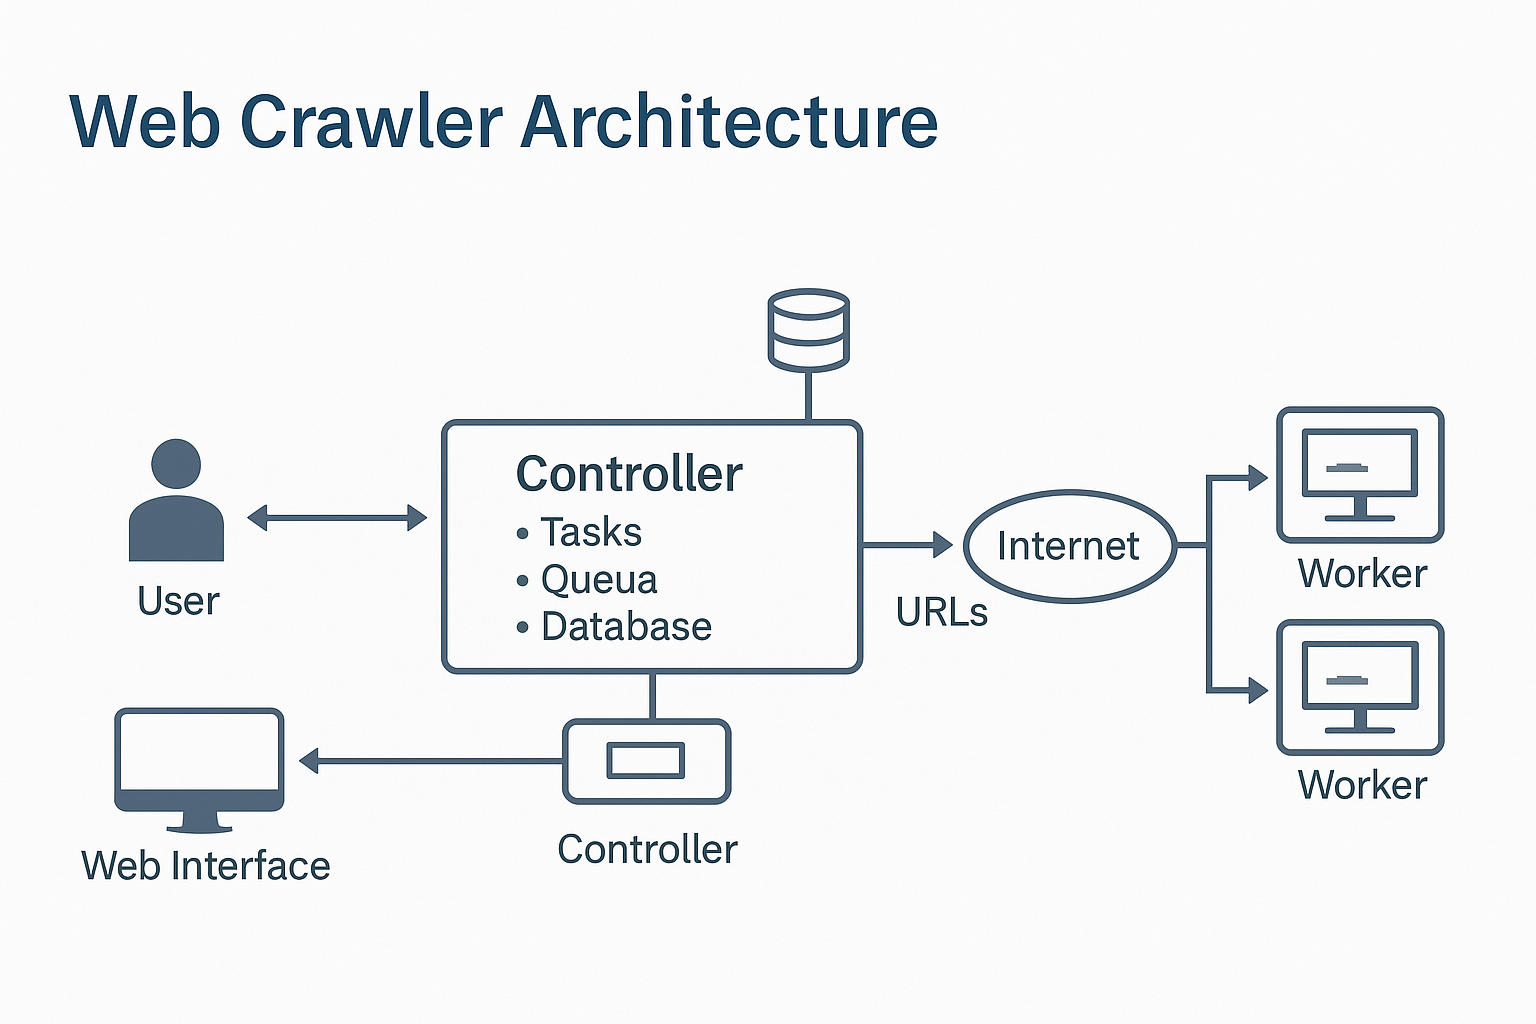 Web Crawler Architecture
User
Controller
• Tasks
• Queua
• Database
URLs
Internet
Worker
Worker
Web Interface
Controller